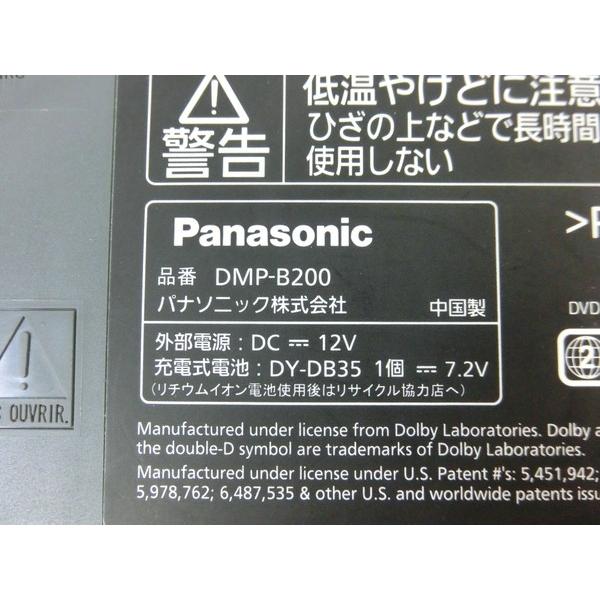 低温やけどに注意
ひざの上などで長時間
警告
使用しない
Panasonic
品番 DMP-B200
パナソニック株式会社 中国製
外部電源：DC ⎓ 12V
充電式電池：DY-DB35 1個 ⎓ 7.2V
（リチウムイオン電池使用後はリサイクル協力店へ）
DVD
2
OUVRIR.
Manufactured under license from Dolby Laboratories. Dolby a
the double-D symbol are trademarks of Dolby Laboratories.
Manufactured under license under U.S. Patent #'s: 5,451,942;
5,978,762; 6,487,535 & other U.S. and worldwide patents issu